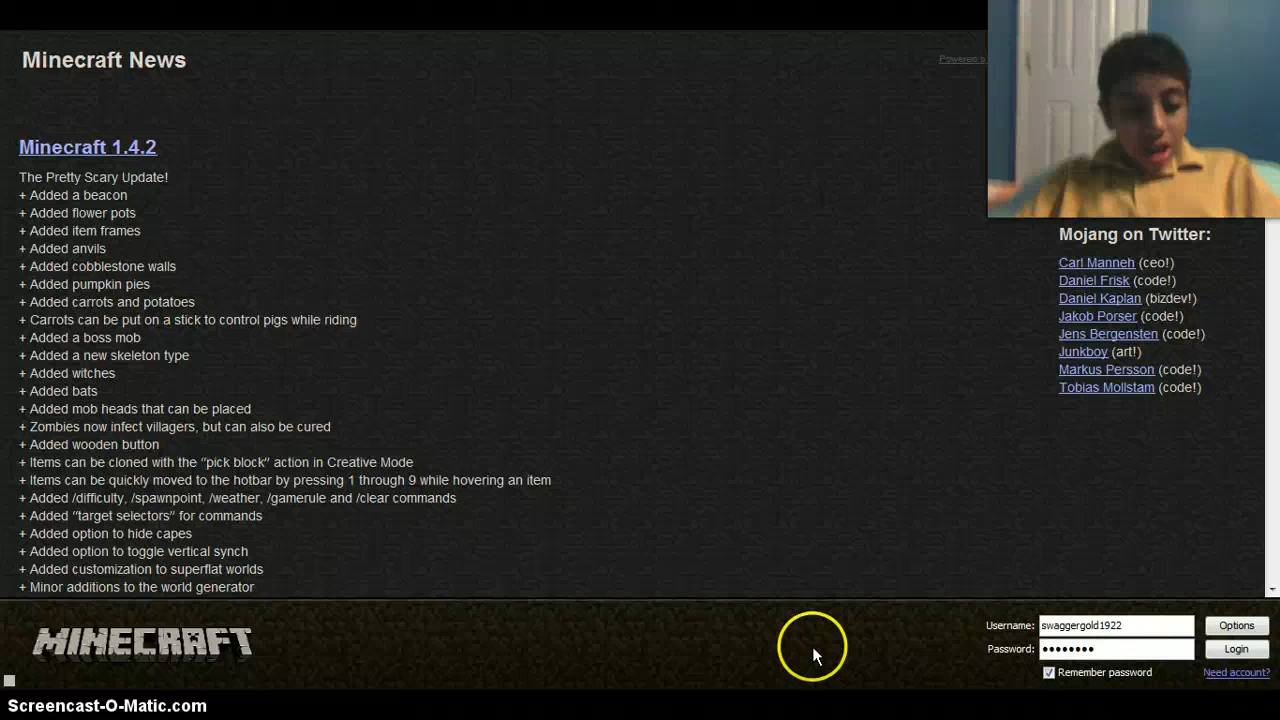 Minecraft News
Powered b
Minecraft 1.4.2
The Pretty Scary Update!
+ Added a beacon
+ Added flower pots
+ Added item frames
+ Added anvils
+ Added cobblestone walls
+ Added pumpkin pies
+ Added carrots and potatoes
+ Carrots can be put on a stick to control pigs while riding
+ Added a boss mob
+ Added a new skeleton type
+ Added witches
+ Added bats
+ Added mob heads that can be placed
+ Zombies now infect villagers, but can also be cured
+ Added wooden button
+ Items can be cloned with the “pick block” action in Creative Mode
+ Items can be quickly moved to the hotbar by pressing 1 through 9 while hovering an item
+ Added /difficulty, /spawnpoint, /weather, /gamerule and /clear commands
+ Added “target selectors” for commands
+ Added option to hide capes
+ Added option to toggle vertical synch
+ Added customization to superflat worlds
+ Minor additions to the world generator
Mojang on Twitter:
Carl Manneh (ceo!)
Daniel Frisk (code!)
Daniel Kaplan (bizdev!)
Jakob Porser (code!)
Jens Bergensten (code!)
Junkboy (art!)
Markus Persson (code!)
Tobias Mollstam (code!)
MINECRAFT
Username: swaggergold1922 Options
Password: •••••••• Login
Remember password Need account?
Screencast-O-Matic.com